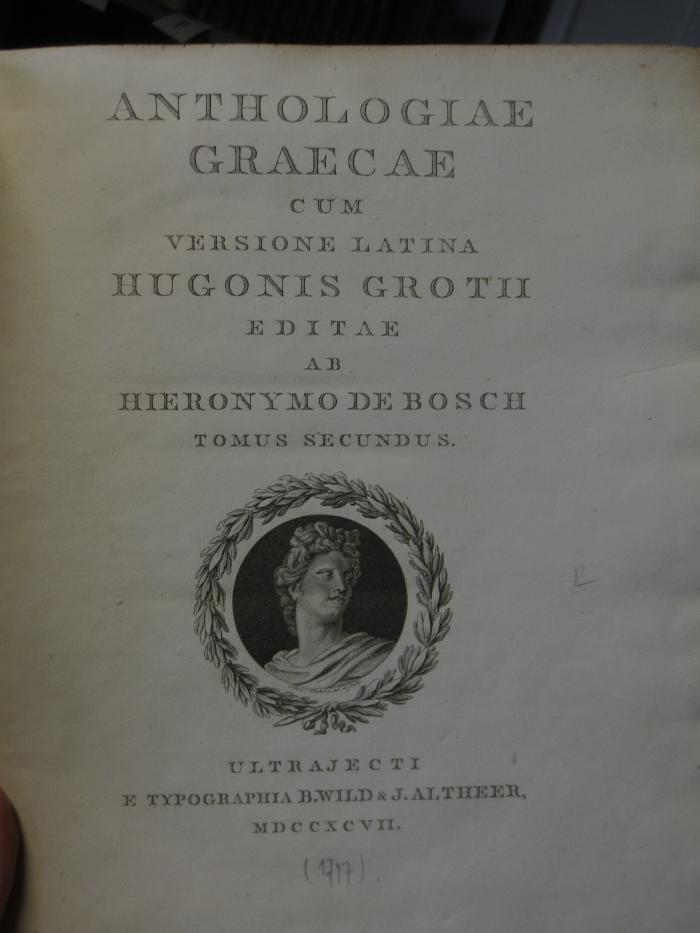 ANTHOLOGIAE
GRAECAE
CUM
VERSIONE LATINA
HUGONIS GROTII
EDITAE
AB
HIERONYMO DE BOSCH
TOMUS SECUNDUS.
ULTRAJECTI
E TYPOGRAPHIA B. WILD & J. ALTHEER,
MDCCXCVII.
(1797).